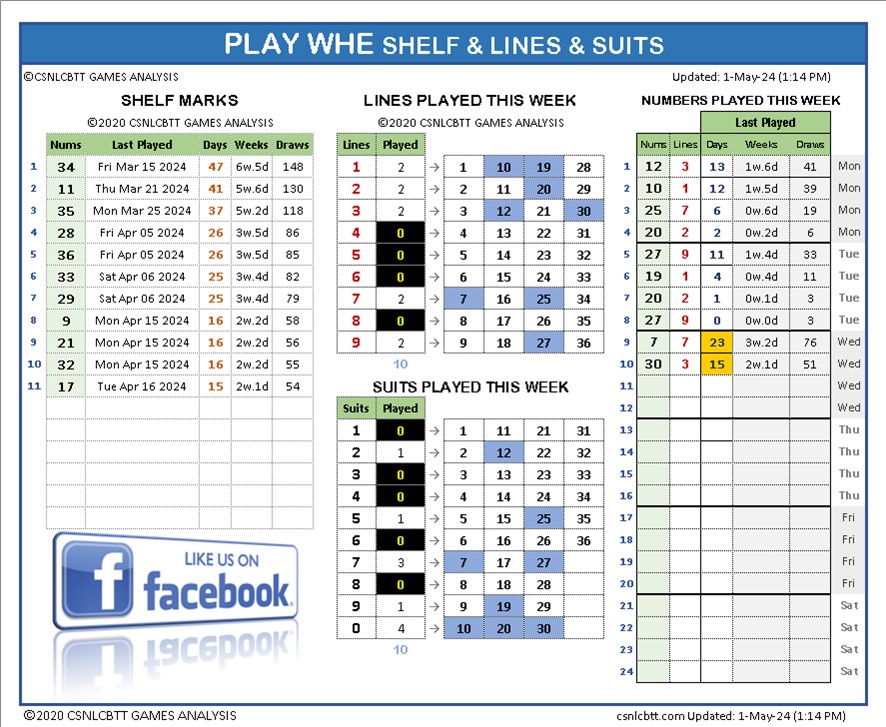 PLAY WHE SHELF & LINES & SUITS
©CSNLCBTT GAMES ANALYSIS Updated: 1-May-24 (1:14 PM)
SHELF MARKS
©2020 CSNLCBTT GAMES ANALYSIS
Nums Last Played Days Weeks Draws
1 34 Fri Mar 15 2024 47 6w.5d 148
2 11 Thu Mar 21 2024 41 5w.6d 130
3 35 Mon Mar 25 2024 37 5w.2d 118
4 28 Fri Apr 05 2024 26 3w.5d 86
5 36 Fri Apr 05 2024 26 3w.5d 85
6 33 Sat Apr 06 2024 25 3w.4d 82
7 29 Sat Apr 06 2024 25 3w.4d 79
8 9 Mon Apr 15 2024 16 2w.2d 58
9 21 Mon Apr 15 2024 16 2w.2d 56
10 32 Mon Apr 15 2024 16 2w.2d 55
11 17 Tue Apr 16 2024 15 2w.1d 54
LIKE US ON
facebook
LINES PLAYED THIS WEEK
©2020 CSNLCBTT GAMES ANALYSIS
Lines Played
1 2 → 1 10 19 28
2 2 → 2 11 20 29
3 2 → 3 12 21 30
4 0 → 4 13 22 31
5 0 → 5 14 23 32
6 0 → 6 15 24 33
7 2 → 7 16 25 34
8 0 → 8 17 26 35
9 2 → 9 18 27 36
10
SUITS PLAYED THIS WEEK
Suits Played
1 0 → 1 11 21 31
2 1 → 2 12 22 32
3 0 → 3 13 23 33
4 0 → 4 14 24 34
5 1 → 5 15 25 35
6 0 → 6 16 26 36
7 3 → 7 17 27
8 0 → 8 18 28
9 1 → 9 19 29
0 4 → 10 20 30
10
NUMBERS PLAYED THIS WEEK
Last Played
Nums Lines Days Weeks Draws
1 12 3 13 1w.6d 41 Mon
2 10 1 12 1w.5d 39 Mon
3 25 7 6 0w.6d 19 Mon
4 20 2 2 0w.2d 6 Mon
5 27 9 11 1w.4d 33 Tue
6 19 1 4 0w.4d 11 Tue
7 20 2 1 0w.1d 3 Tue
8 27 9 0 0w.0d 3 Tue
9 7 7 23 3w.2d 76 Wed
10 30 3 15 2w.1d 51 Wed
11 Wed
12 Wed
13 Thu
14 Thu
15 Thu
16 Thu
17 Fri
18 Fri
19 Fri
20 Fri
21 Sat
22 Sat
23 Sat
24 Sat
©2020 CSNLCBTT GAMES ANALYSIS csnlcbtt.com Updated: 1-May-24 (1:14 PM)